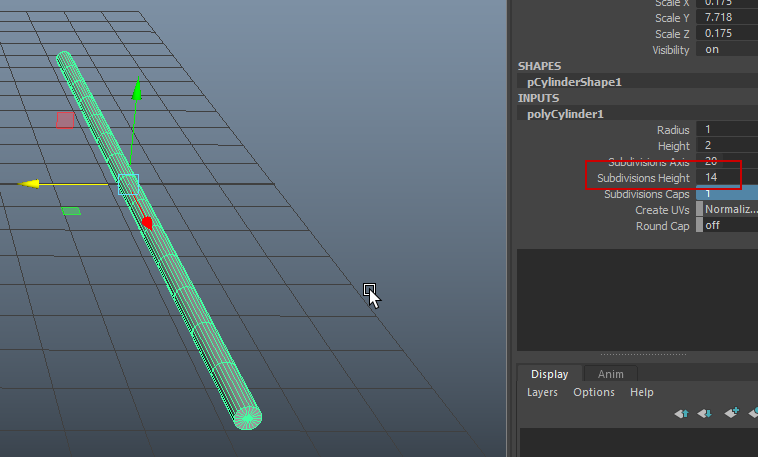 Scale X 0.175
Scale Y 7.718
Scale Z 0.175
Visibility on
SHAPES
pCylinderShape1
INPUTS
polyCylinder1
Radius 1
Height 2
Subdivisions Axis 20
Subdivisions Height 14
Subdivisions Caps 1
Create UVs Normaliz...
Round Cap off
Display Anim
Layers Options Help